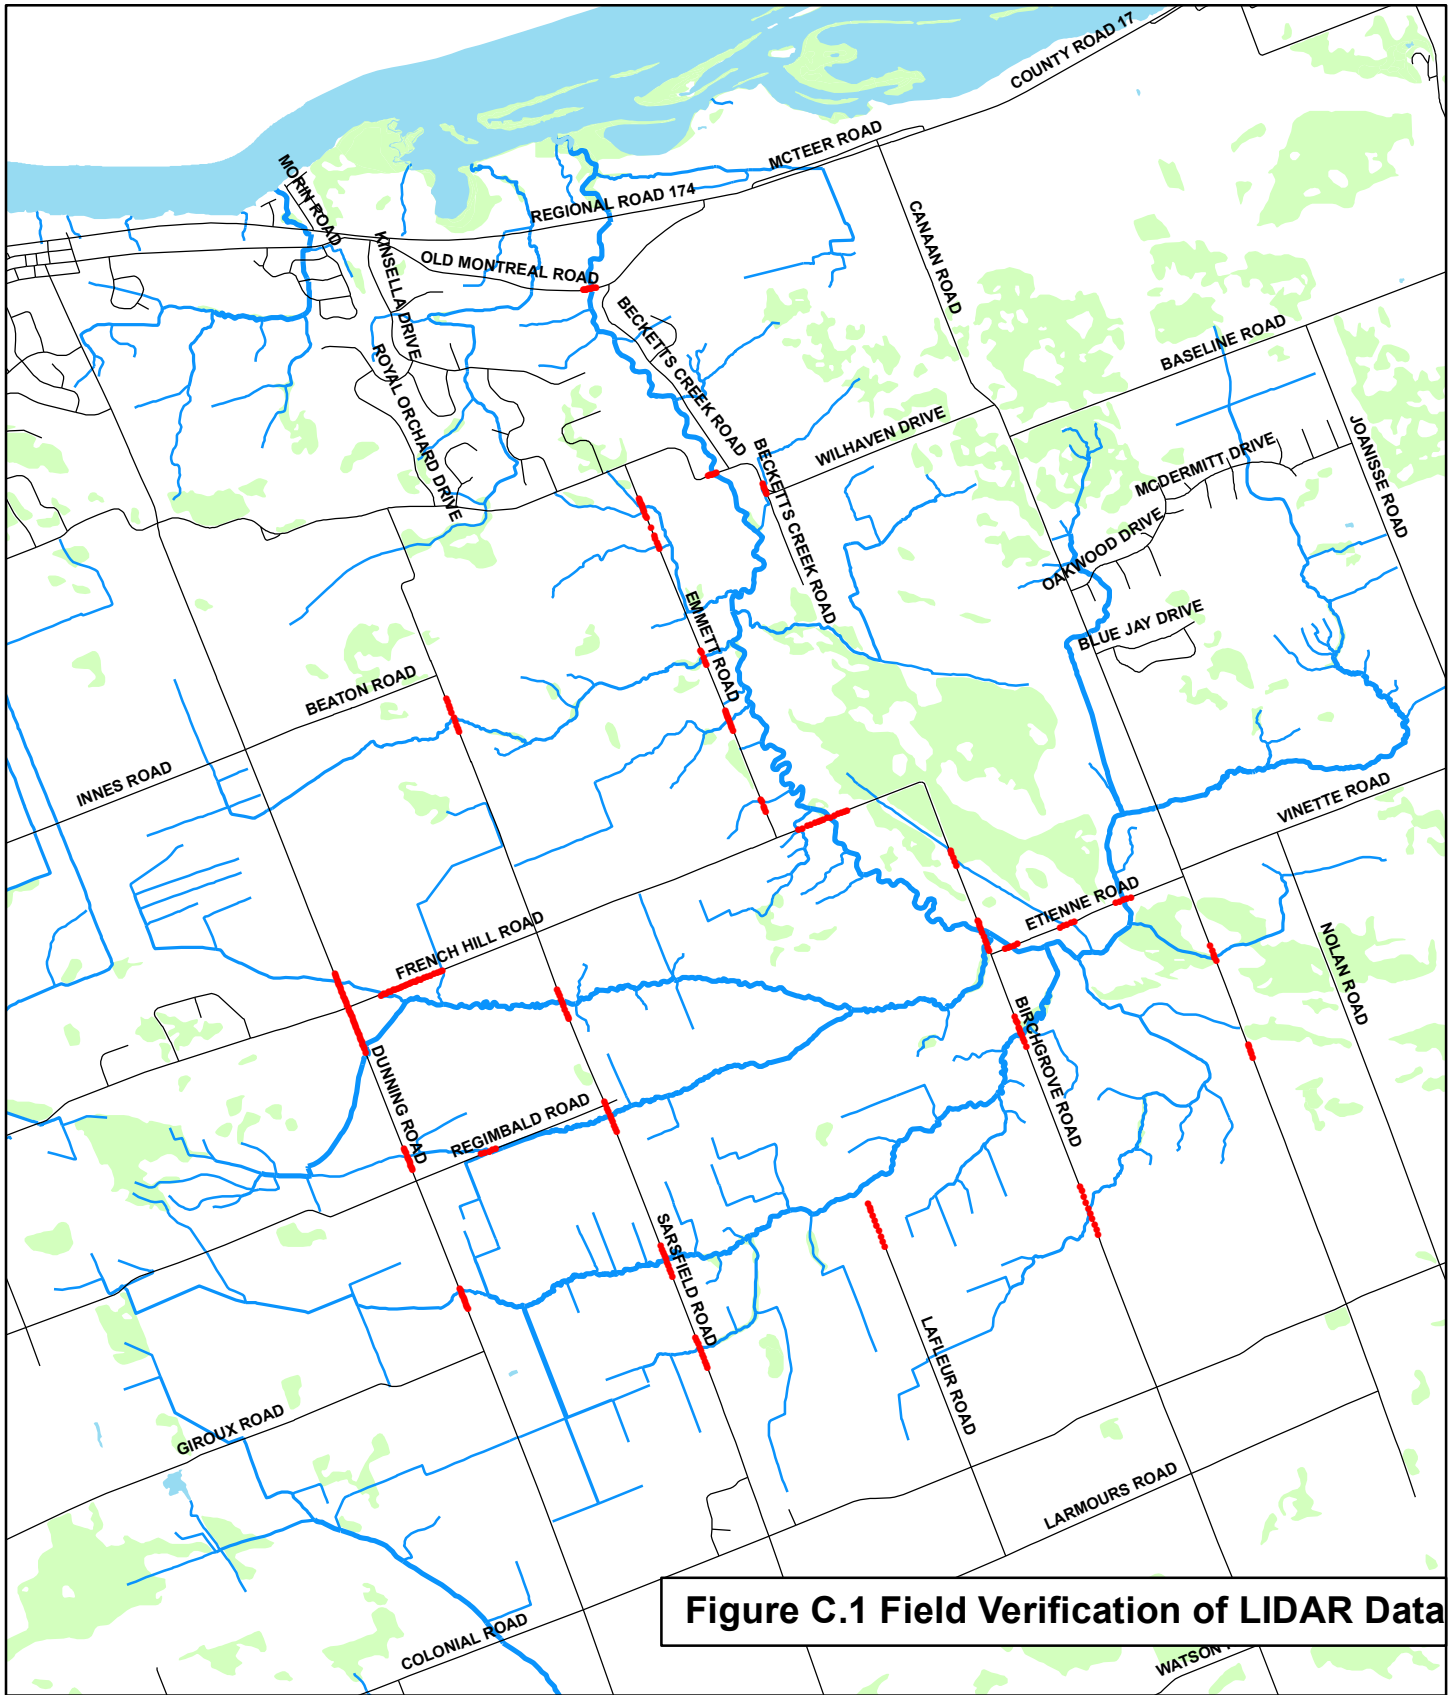 COUNTY ROAD 17
MCTEER ROAD
MORIN ROAD
REGIONAL ROAD 174
CANAAN ROAD
KINSELLA DRIVE
OLD MONTREAL ROAD
BECKETTS CREEK ROAD
BASELINE ROAD
ROYAL ORCHARD DRIVE
WILHAVEN DRIVE
JOANISSE ROAD
BECKETTS CREEK ROAD
MCDERMITT DRIVE
OAKWOOD DRIVE
EMMETT ROAD
BLUE JAY DRIVE
BEATON ROAD
INNES ROAD
VINETTE ROAD
ETIENNE ROAD
FRENCH HILL ROAD
NOLAN ROAD
BIRCHGROVE ROAD
DUNNING ROAD
REGIMBALD ROAD
SARSFIELD ROAD
LAFLEUR ROAD
GIROUX ROAD
LARMOURS ROAD
Figure C.1 Field Verification of LIDAR Data
COLONIAL ROAD
WATSON